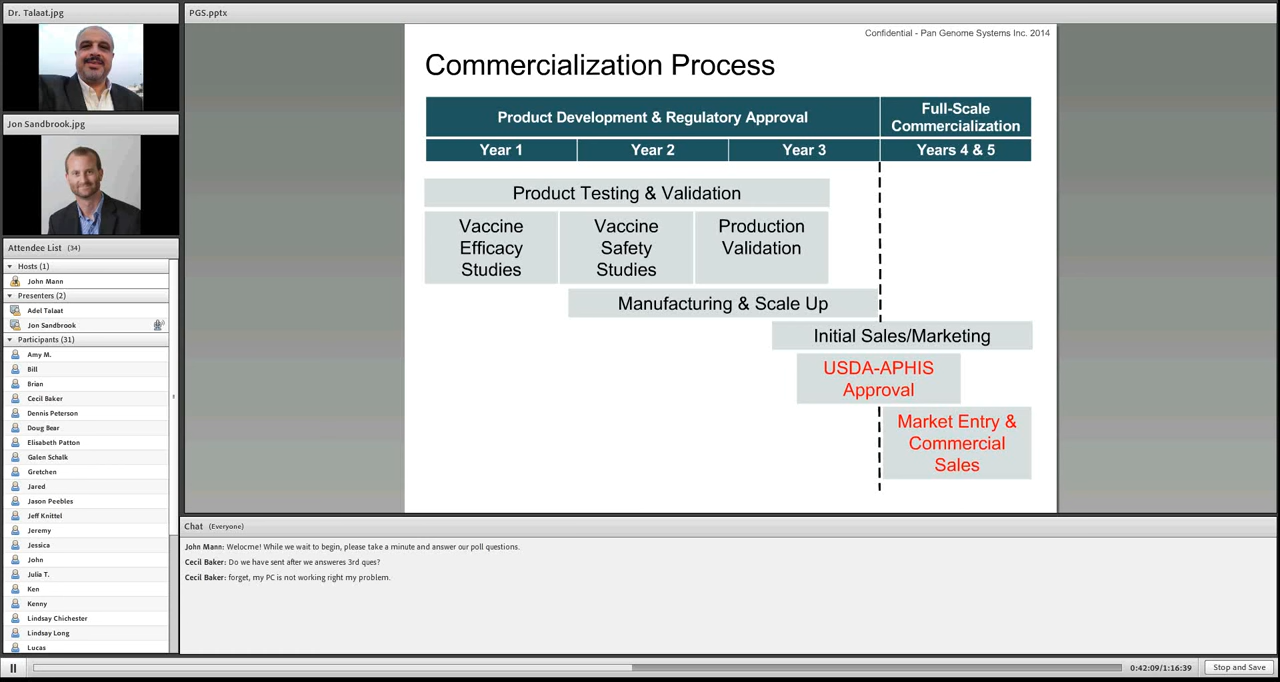 Dr. Talaat.jpg
Jon Sandbrook.jpg
Attendee List (34)
Hosts (1)
John Mann
Presenters (2)
Adel Talaat
Jon Sandbrook
Participants (31)
Amy M.
Bill
Brian
Cecil Baker
Dennis Peterson
Doug Bear
Elisabeth Patton
Galen Schalk
Gretchen
Jared
Jason Peebles
Jeff Knittel
Jeremy
Jessica
John
Julia T.
Ken
Kenny
Lindsay Chichester
Lindsay Long
Lucas
PGS.pptx
Confidential - Pan Genome Systems Inc. 2014
Commercialization Process
Product Development & Regulatory Approval
Full-Scale
Commercialization
Year 1
Year 2
Year 3
Years 4 & 5
Product Testing & Validation
Vaccine
Efficacy
Studies
Vaccine
Safety
Studies
Production
Validation
Manufacturing & Scale Up
Initial Sales/Marketing
USDA-APHIS
Approval
Market Entry &
Commercial
Sales
Chat (Everyone)
John Mann: Welocme! While we wait to begin, please take a minute and answer our poll questions.
Cecil Baker: Do we have sent after we answeres 3rd ques?
Cecil Baker: forget, my PC is not working right my problem.
0:42:09/1:16:39
Stop and Save